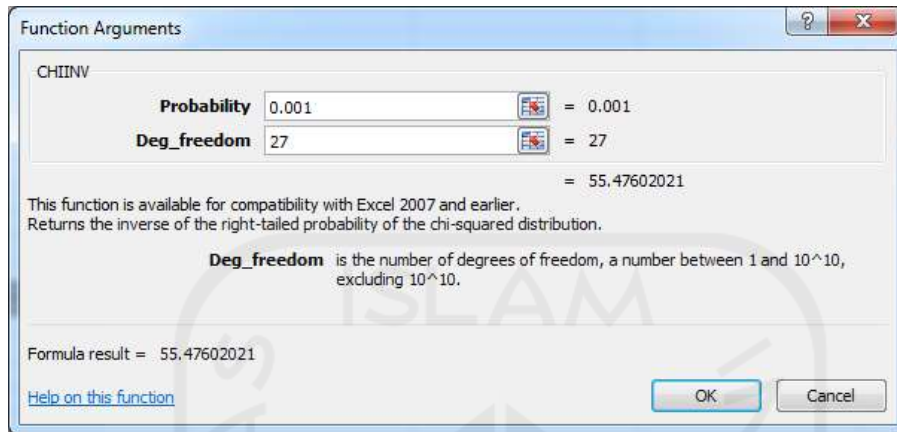 Function Arguments
CHIINV
Probability 0.001 = 0.001
Deg_freedom 27 = 27
= 55.47602021
This function is available for compatibility with Excel 2007 and earlier.
Returns the inverse of the right-tailed probability of the chi-squared distribution.
Deg_freedom is the number of degrees of freedom, a number between 1 and 10^10,
excluding 10^10.
ISLAM
Formula result = 55.47602021
Help on this function
OK Cancel